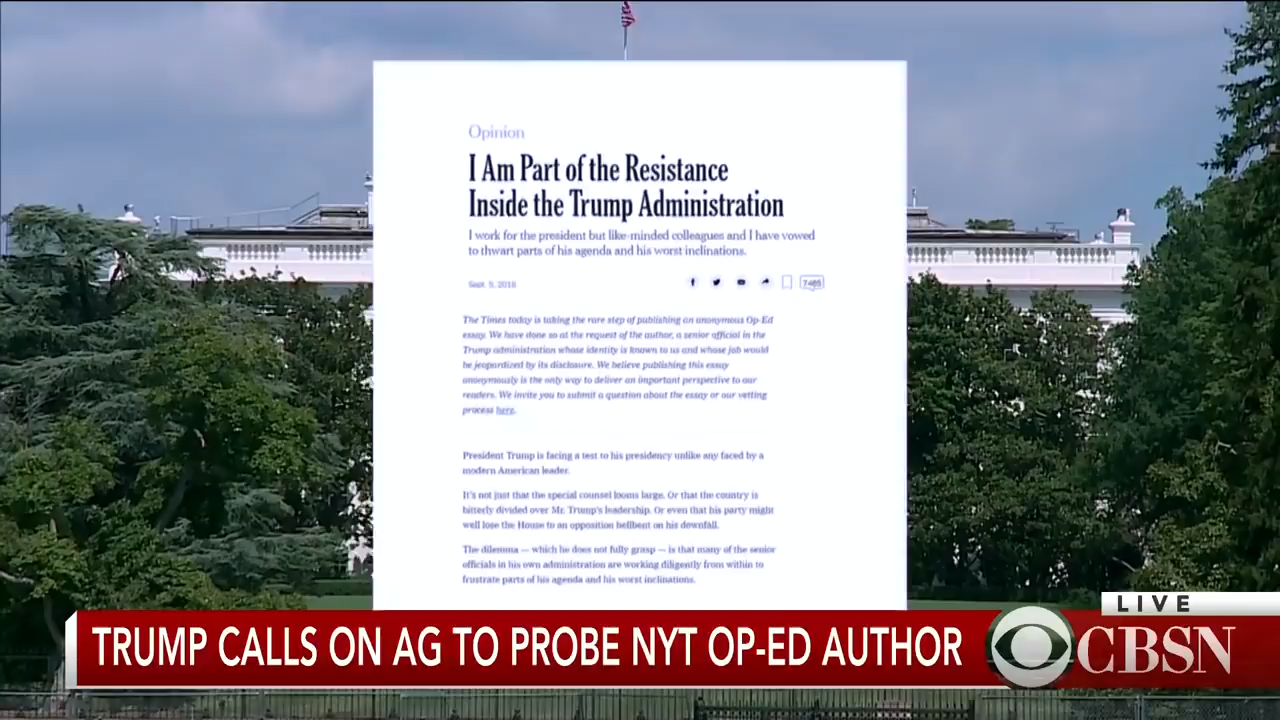 Opinion
I Am Part of the Resistance
Inside the Trump Administration
I work for the president but like-minded colleagues and I have vowed
to thwart parts of his agenda and his worst inclinations.
Sept. 5, 2018
The Times today is taking the rare step of publishing an anonymous Op-Ed
essay. We have done so at the request of the author, a senior official in the
Trump administration whose identity is known to us and whose job would
be jeopardized by its disclosure. We believe publishing this essay
anonymously is the only way to deliver an important perspective to our
readers. We invite you to submit a question about the essay or our vetting
process here.
President Trump is facing a test to his presidency unlike any faced by a
modern American leader.
It's not just that the special counsel looms large. Or that the country is
bitterly divided over Mr. Trump's leadership. Or even that his party might
well lose the House to an opposition hellbent on his downfall.
The dilemma — which he does not fully grasp — is that many of the senior
officials in his own administration are working diligently from within to
frustrate parts of his agenda and his worst inclinations.
LIVE
TRUMP CALLS ON AG TO PROBE NYT OP-ED AUTHOR
CBSN